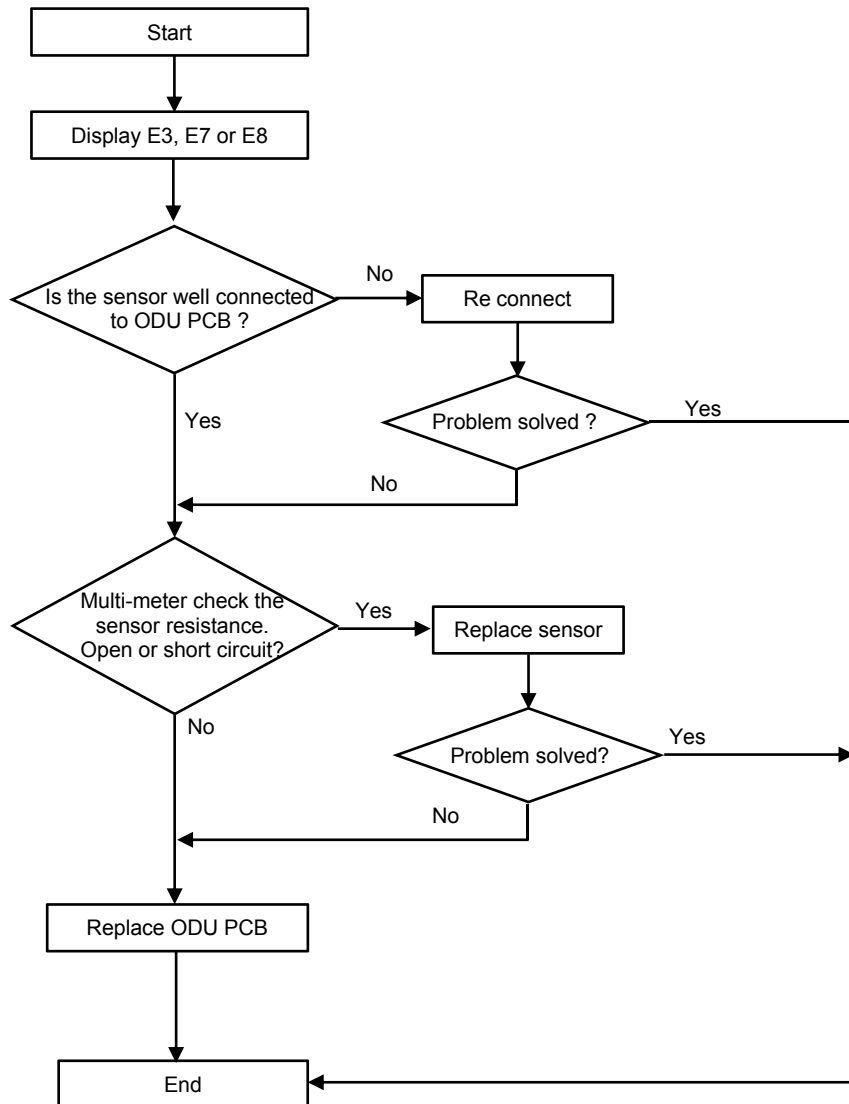 Start
Display E3, E7 or E8
No
Is the sensor well connected
to ODU PCB ?
Re connect
Yes
Problem solved ?
Yes
No
Multi-meter check the
sensor resistance.
Open or short circuit?
Yes
Replace sensor
No
Problem solved?
Yes
No
Replace ODU PCB
End